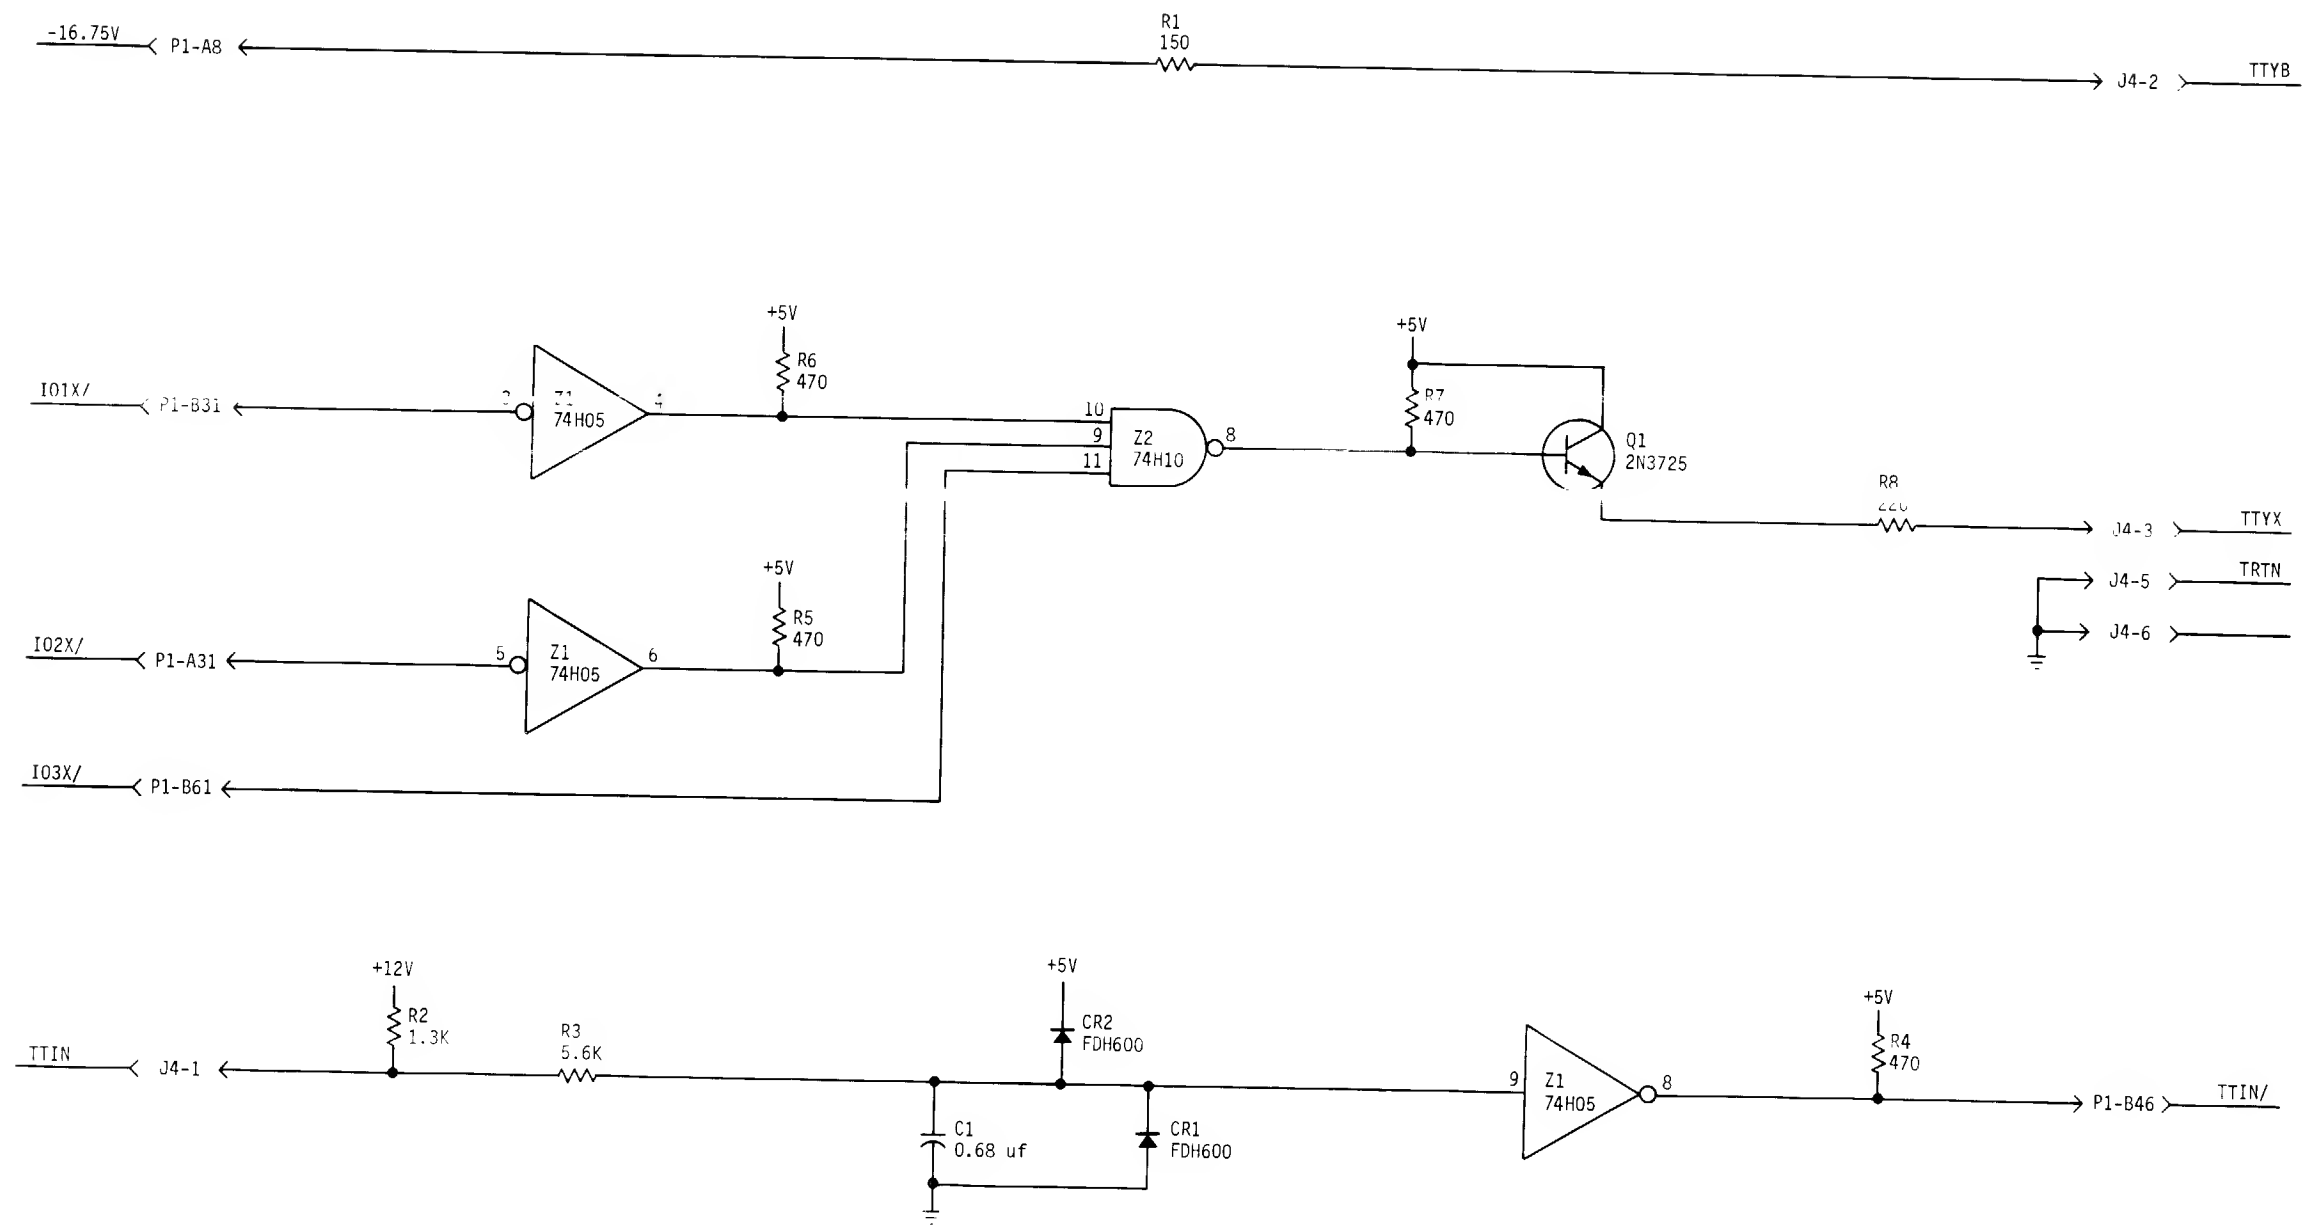 -16.75V
P1-A8
R1
150
J4-2
TTYB
+5V
R6
470
+5V
R7
470
IO1X/
P1-B31
Z1
74H05
4
10
9
11
Z2
74H10
8
Q1
2N3725
R8
J4-3
TTYX
J4-5
TRTN
J4-6
+5V
R5
470
IO2X/
P1-A31
5
Z1
74H05
6
IO3X/
P1-B61
+12V
R2
1.3K
R3
5.6K
TTIN
J4-1
+5V
CR2
FDH600
C1
0.68 uf
CR1
FDH600
9
Z1
74H05
8
+5V
R4
470
P1-B46
TTIN/